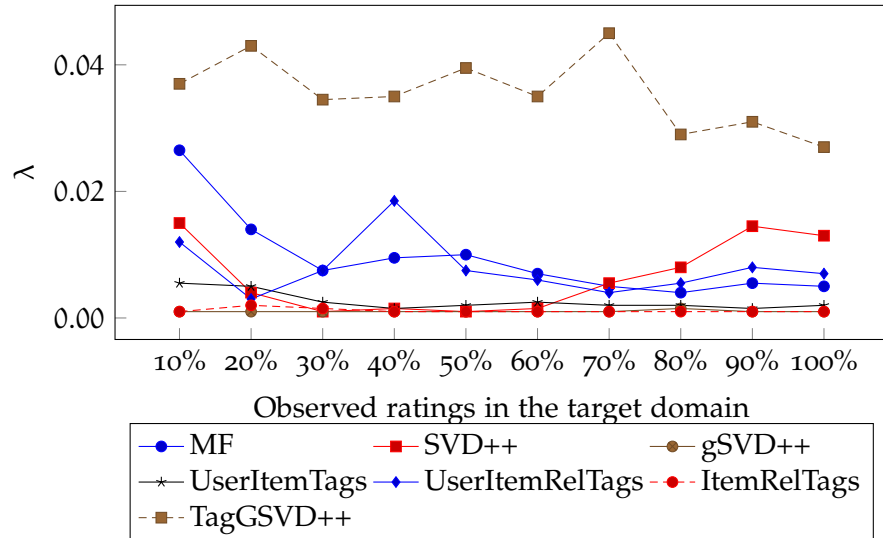 0.04
0.02
0.00
λ
10% 20% 30% 40% 50% 60% 70% 80% 90% 100%
Observed ratings in the target domain
MF SVD++ gSVD++
UserItemTags UserItemRelTags ItemRelTags
TagGSVD++